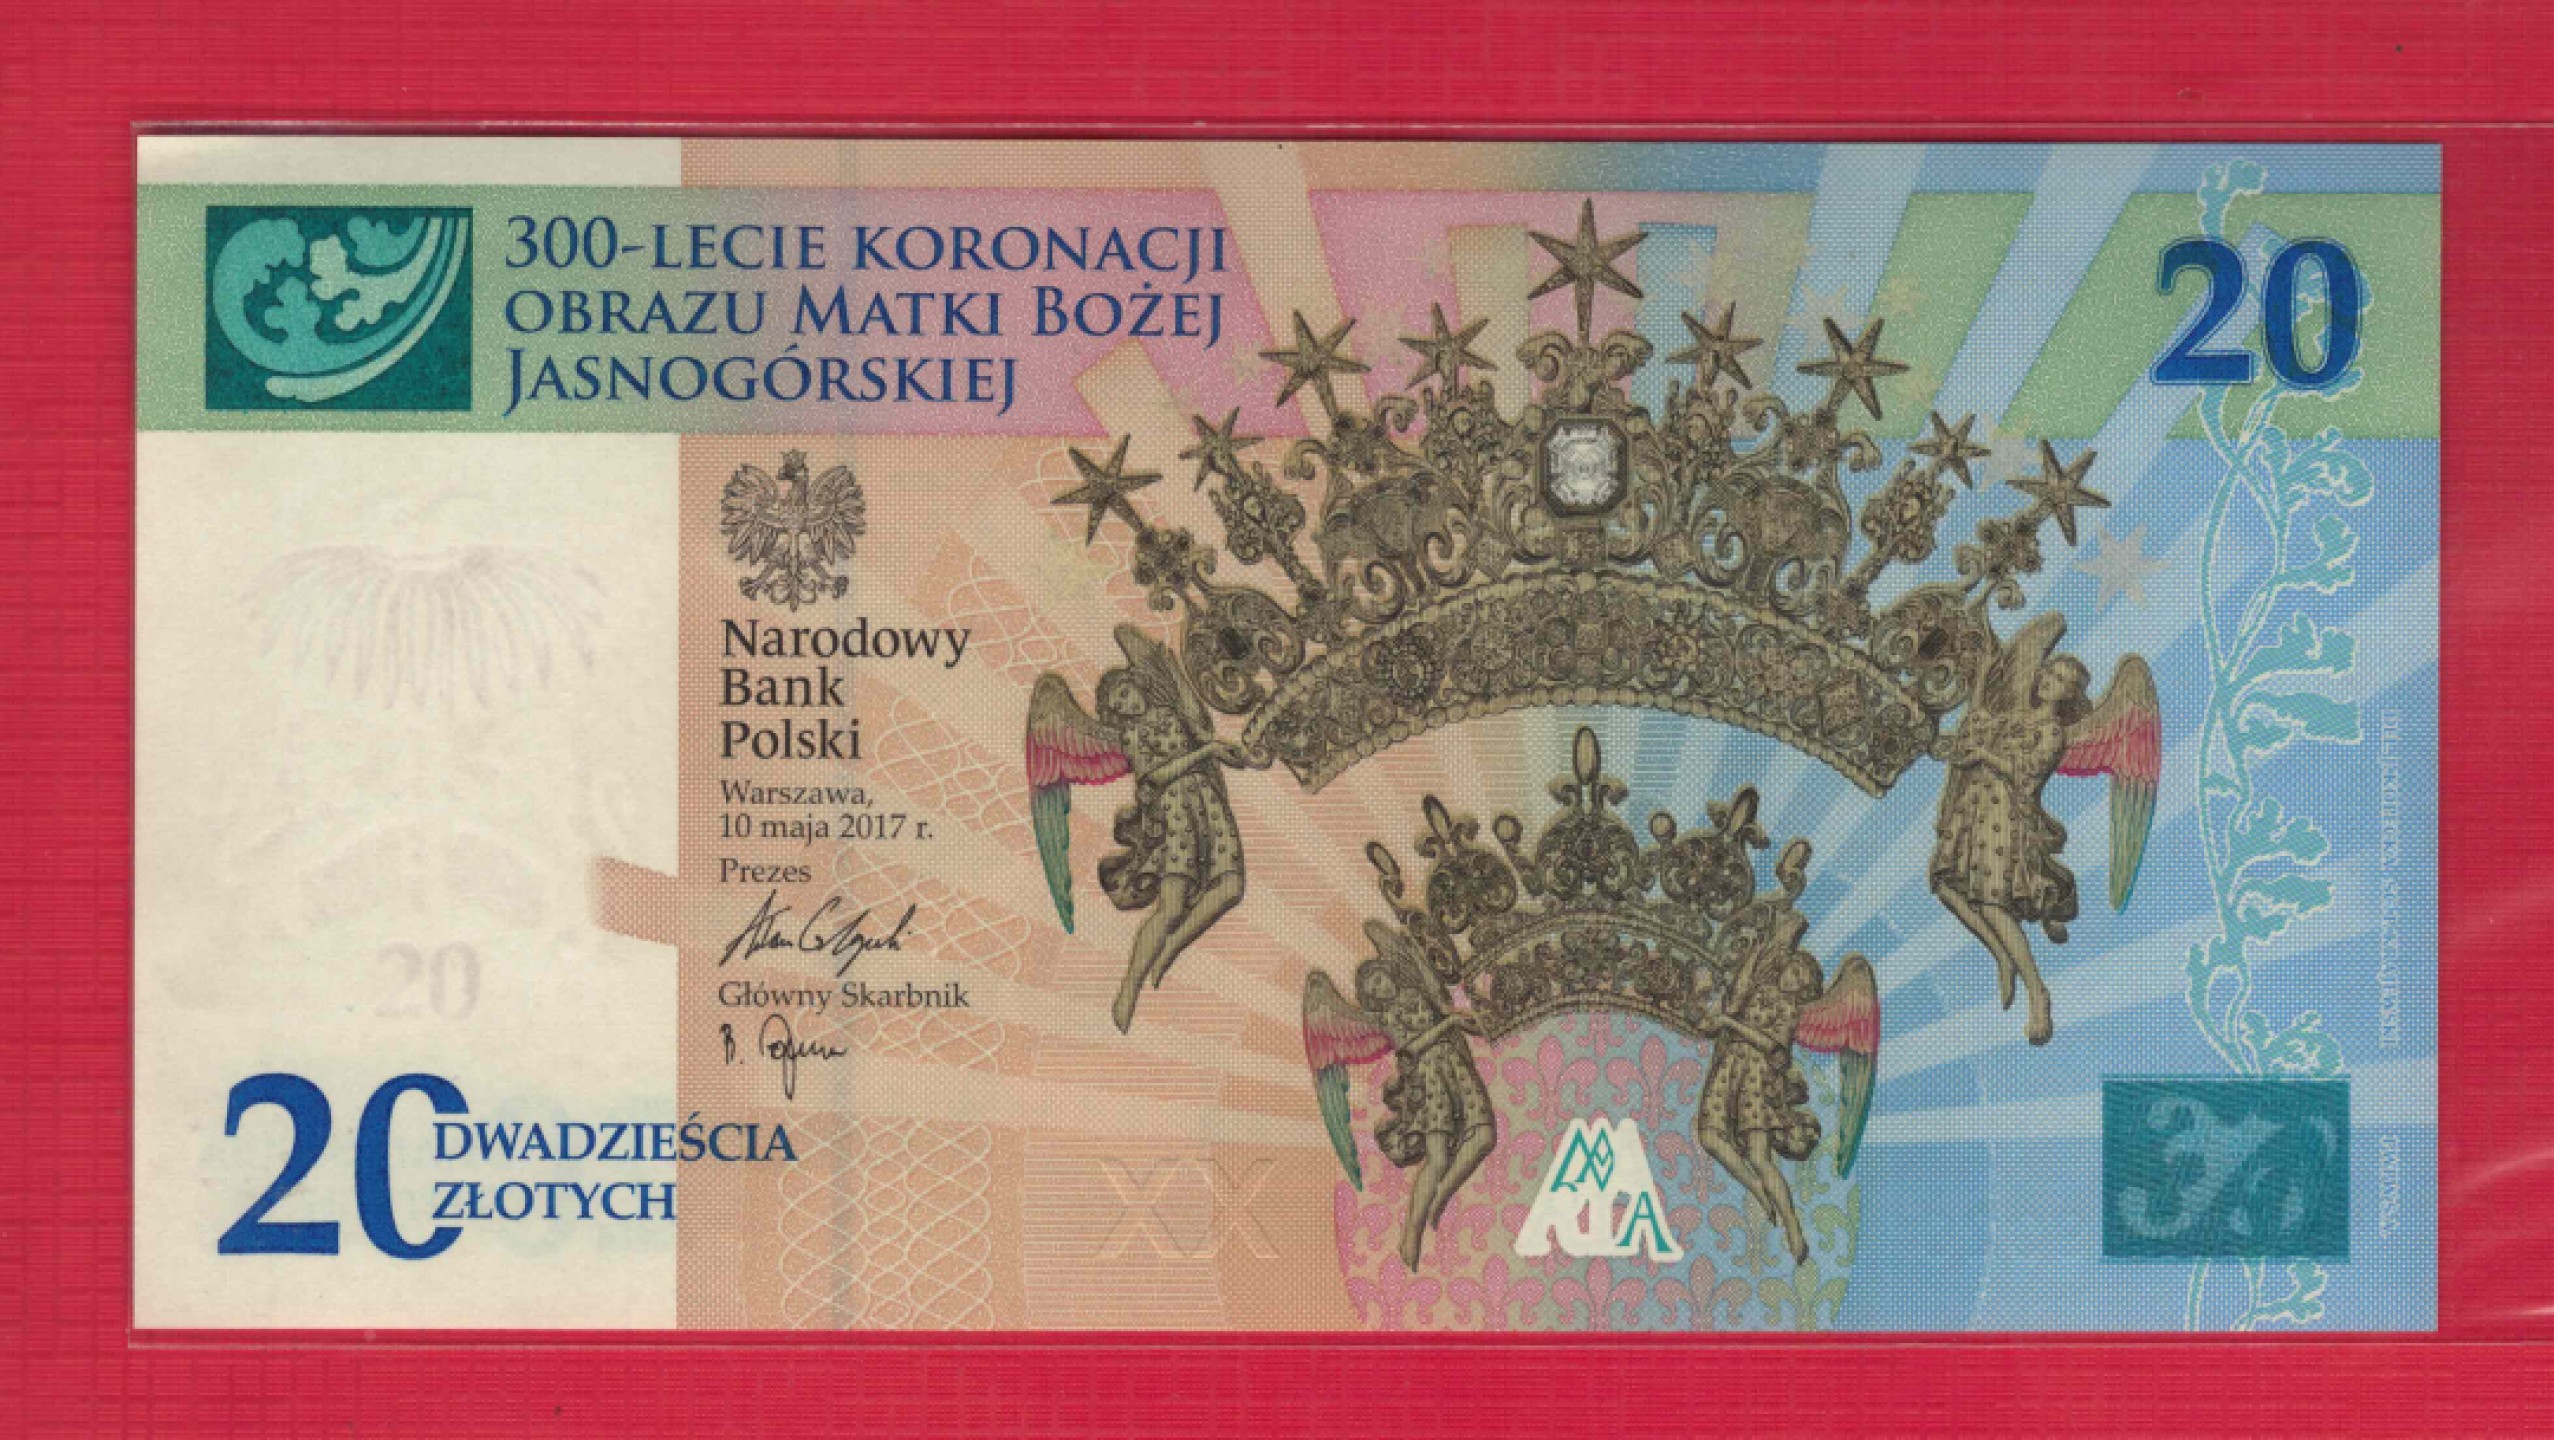 300-LECIE KORONACJI
OBRAZU MATKI BOŻEJ
JASNOGÓRSKIEJ
20
Narodowy
Bank
Polski
Warszawa,
10 maja 2017 r.
Prezes
Główny Skarbnik
20
20
DWADZIEŚCIA
ZŁOTYCH
XX
MARIA